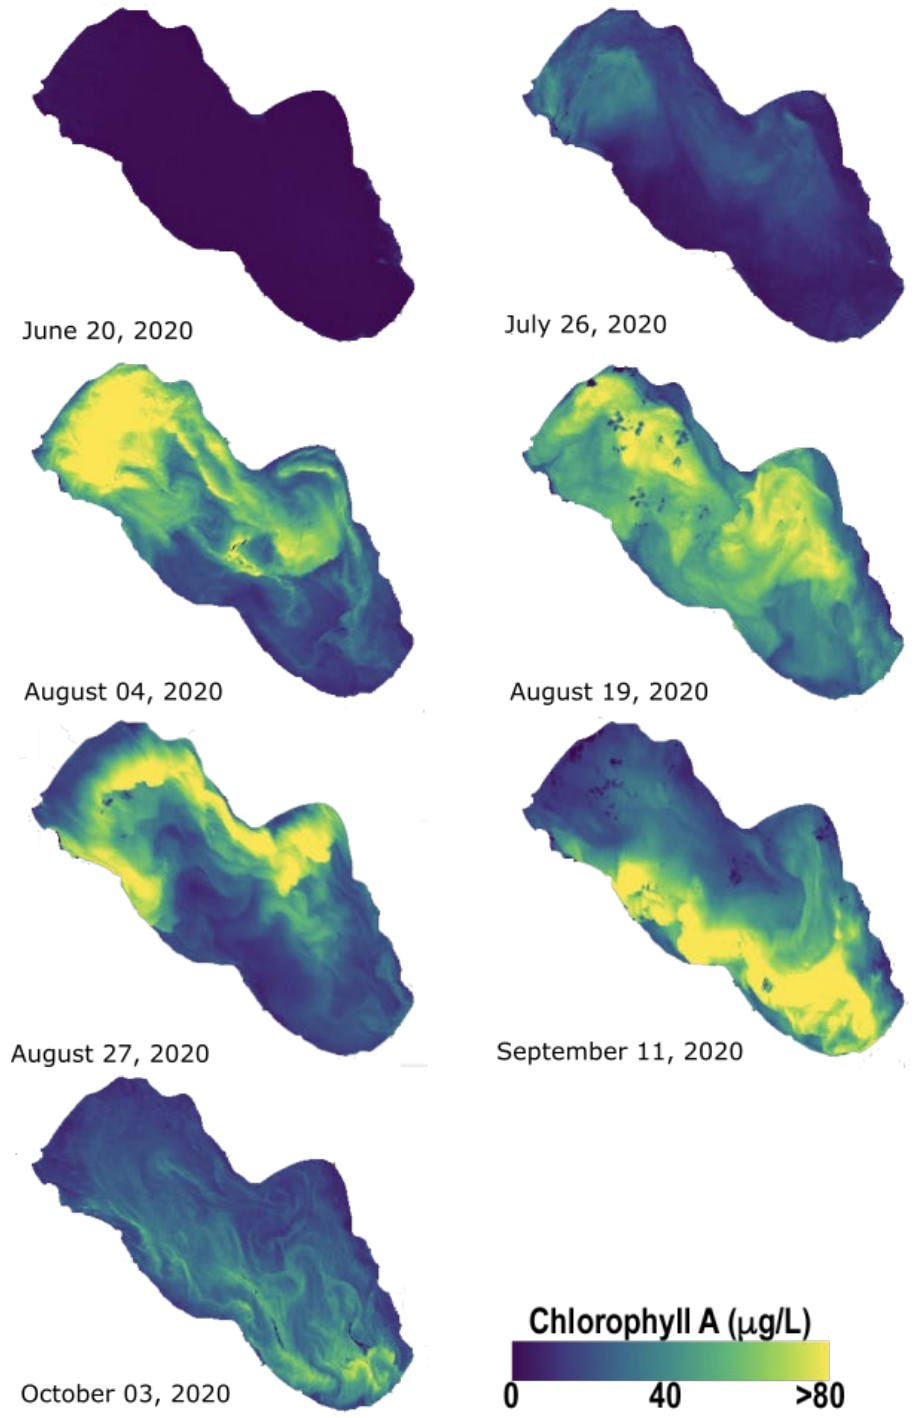 June 20, 2020
July 26, 2020
August 04, 2020
August 19, 2020
August 27, 2020
September 11, 2020
October 03, 2020
Chlorophyll A (μg/L)
0 40 >80